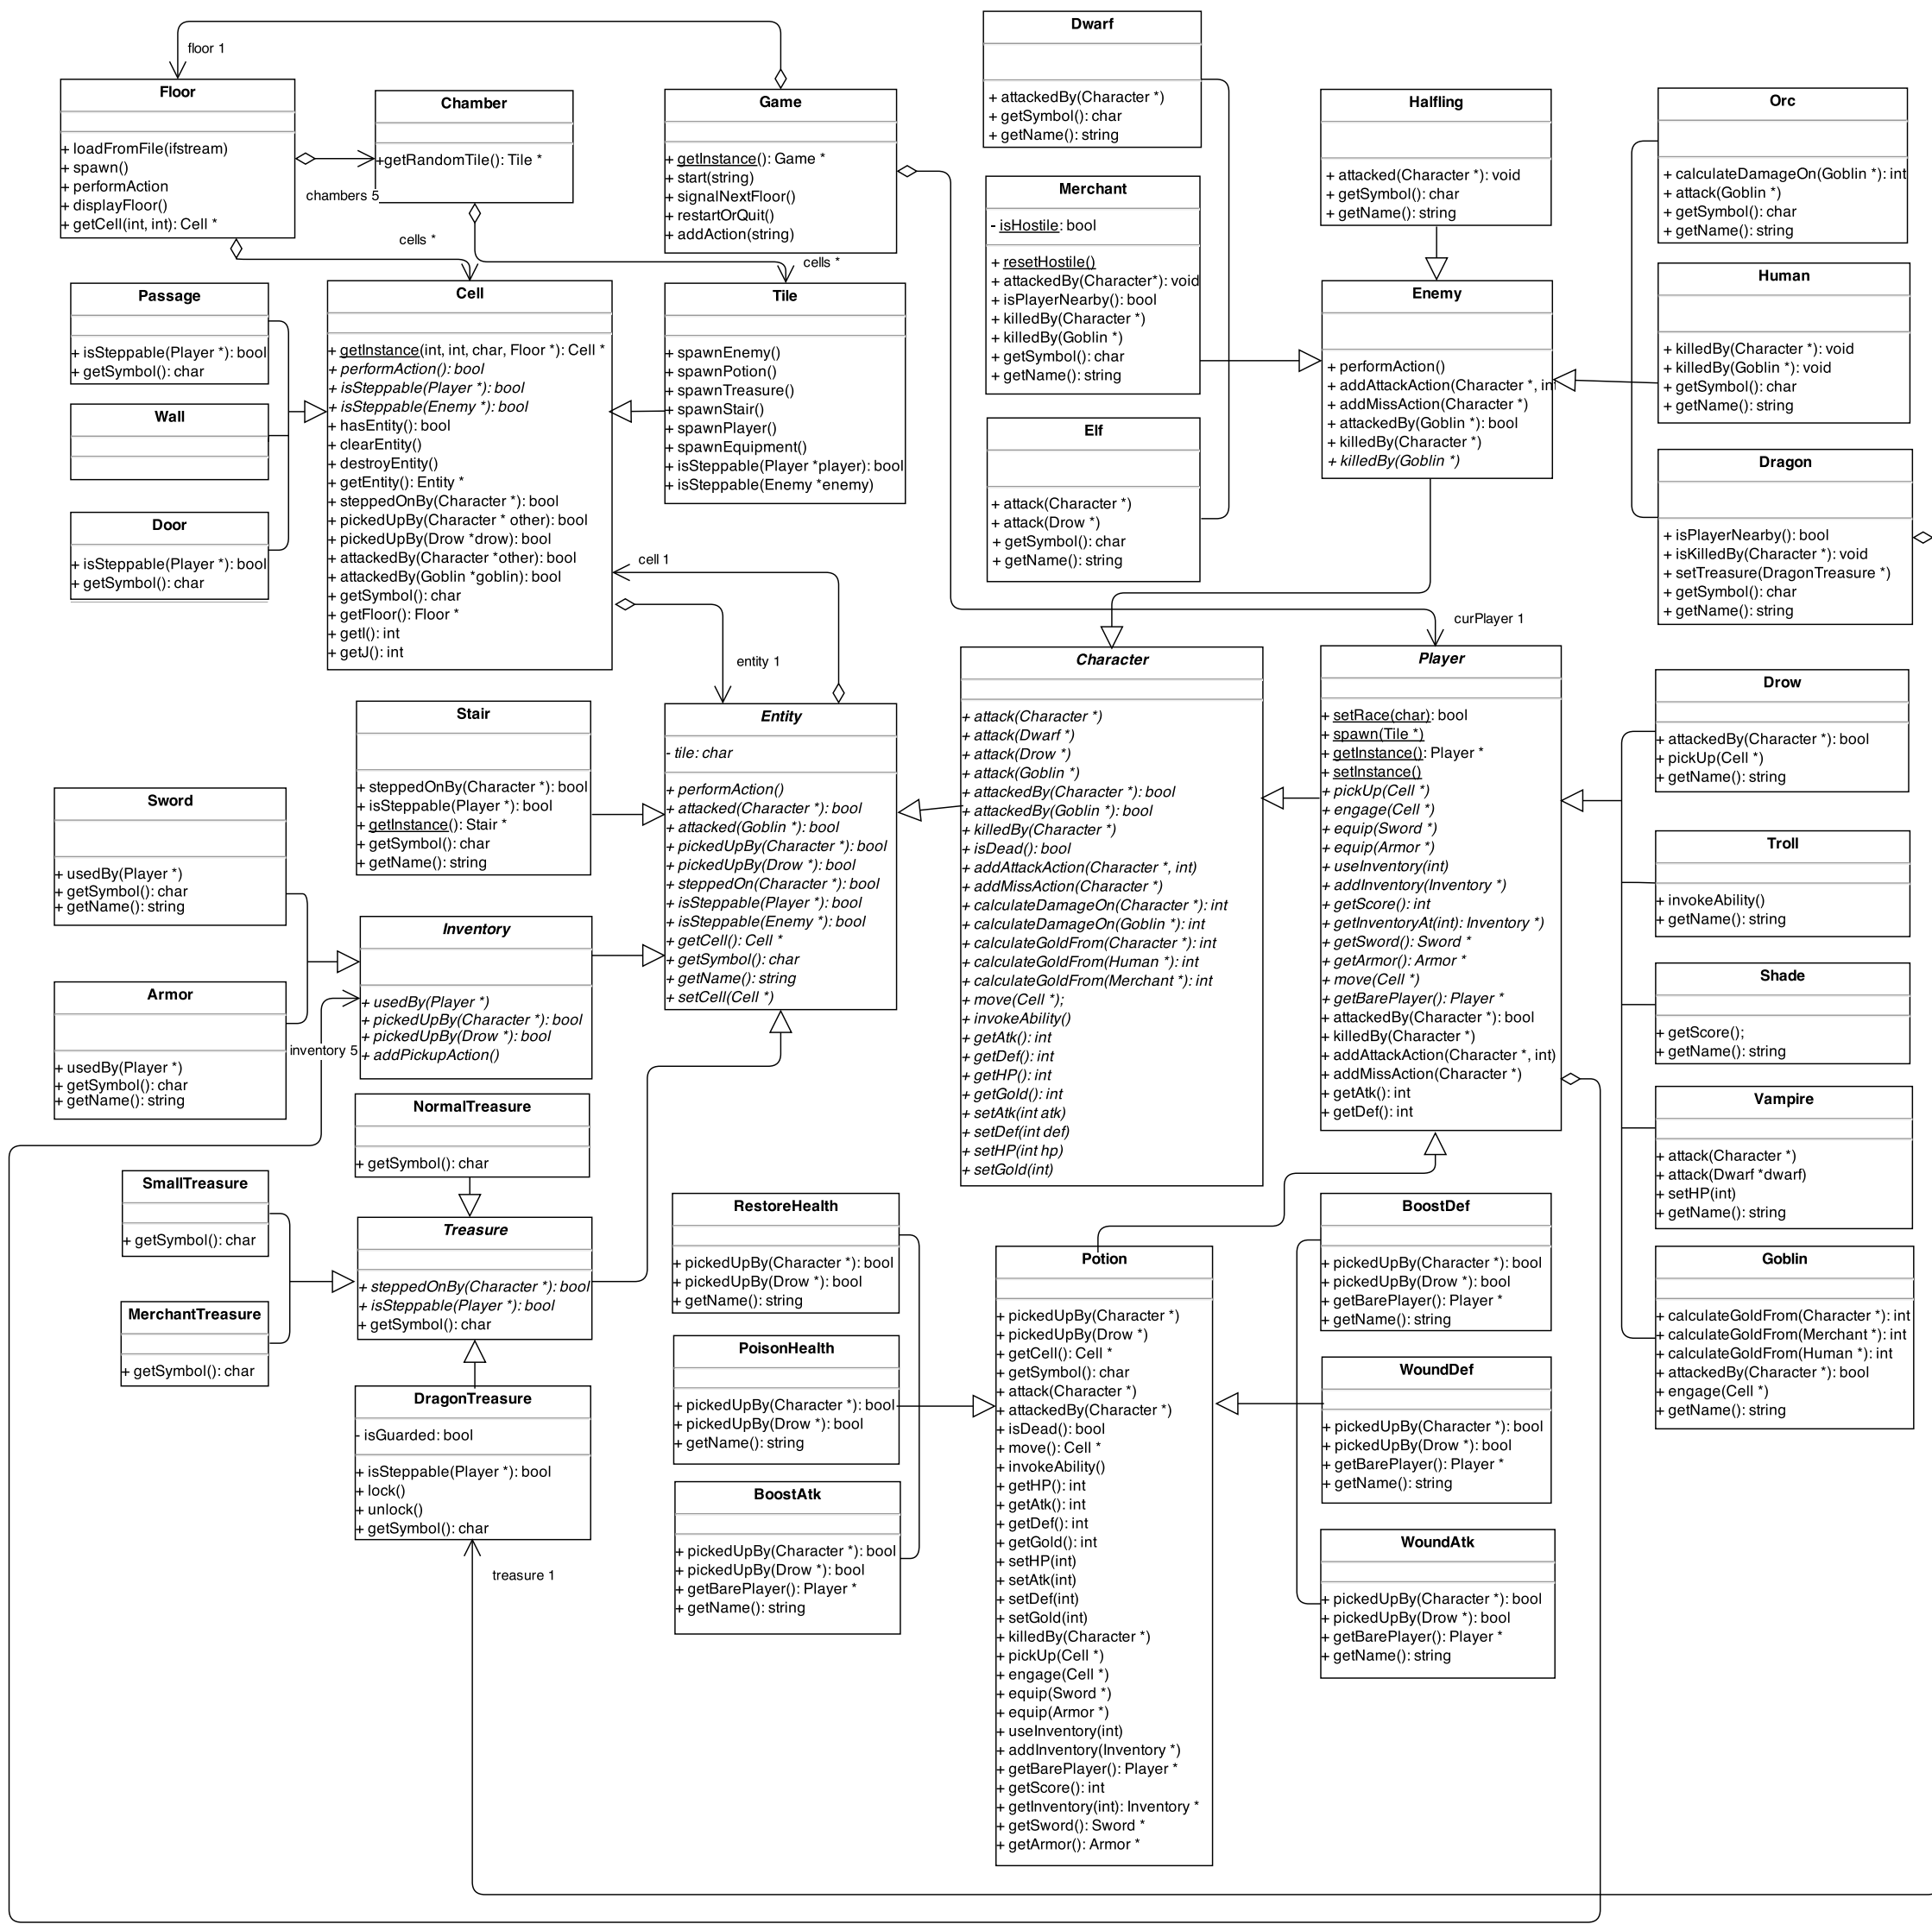 floor 1
Floor
+ loadFromFile(ifstream)
+ spawn()
+ performAction
+ displayFloor()
+ getCell(int, int): Cell *
chambers 5
Chamber
+getRandomTile(): Tile *
Game
+ getInstance(): Game *
+ start(string)
+ signalNextFloor()
+ restartOrQuit()
+ addAction(string)
cells *
cells *
Dwarf
+ attackedBy(Character *)
+ getSymbol(): char
+ getName(): string
Merchant
- isHostile: bool
+ resetHostile()
+ attackedBy(Character*): void
+ isPlayerNearby(): bool
+ killedBy(Character *)
+ killedBy(Goblin *)
+ getSymbol(): char
+ getName(): string
Elf
+ attack(Character *)
+ attack(Drow *)
+ getSymbol(): char
+ getName(): string
Halfling
+ attacked(Character *): void
+ getSymbol(): char
+ getName(): string
Enemy
+ performAction()
+ addAttackAction(Character *, int
+ addMissAction(Character *)
+ attackedBy(Goblin *): bool
+ killedBy(Character *)
+ killedBy(Goblin *)
Orc
+ calculateDamageOn(Goblin *): int
+ attack(Goblin *)
+ getSymbol(): char
+ getName(): string
Human
+ killedBy(Character *): void
+ killedBy(Goblin *): void
+ getSymbol(): char
+ getName(): string
Dragon
+ isPlayerNearby(): bool
+ isKilledBy(Character *): void
+ setTreasure(DragonTreasure *)
+ getSymbol(): char
+ getName(): string
Passage
+ isSteppable(Player *): bool
+ getSymbol(): char
Wall
Door
+ isSteppable(Player *): bool
+ getSymbol(): char
Cell
+ getInstance(int, int, char, Floor *): Cell *
+ performAction(): bool
+ isSteppable(Player *): bool
+ isSteppable(Enemy *): bool
+ hasEntity(): bool
+ clearEntity()
+ destroyEntity()
+ getEntity(): Entity *
+ steppedOnBy(Character *): bool
+ pickedUpBy(Character * other): bool
+ pickedUpBy(Drow *drow): bool
+ attackedBy(Character *other): bool
+ attackedBy(Goblin *goblin): bool
+ getSymbol(): char
+ getFloor(): Floor *
+ getI(): int
+ getJ(): int
Tile
+ spawnEnemy()
+ spawnPotion()
+ spawnTreasure()
+ spawnStair()
+ spawnPlayer()
+ spawnEquipment()
+ isSteppable(Player *player): bool
+ isSteppable(Enemy *enemy)
cell 1
entity 1
curPlayer 1
Stair
+ steppedOnBy(Character *): bool
+ isSteppable(Player *): bool
+ getInstance(): Stair *
+ getSymbol(): char
+ getName(): string
Entity
- tile: char
+ performAction()
+ attacked(Character *): bool
+ attacked(Goblin *): bool
+ pickedUpBy(Character *): bool
+ pickedUpBy(Drow *): bool
+ steppedOn(Character *): bool
+ isSteppable(Player *): bool
+ isSteppable(Enemy *): bool
+ getCell(): Cell *
+ getSymbol(): char
+ getName(): string
+ setCell(Cell *)
Character
+ attack(Character *)
+ attack(Dwarf *)
+ attack(Drow *)
+ attack(Goblin *)
+ attackedBy(Character *): bool
+ attackedBy(Goblin *): bool
+ killedBy(Character *)
+ isDead(): bool
+ addAttackAction(Character *, int)
+ addMissAction(Character *)
+ calculateDamageOn(Character *): int
+ calculateDamageOn(Goblin *): int
+ calculateGoldFrom(Character *): int
+ calculateGoldFrom(Human *): int
+ calculateGoldFrom(Merchant *): int
+ move(Cell *);
+ invokeAbility()
+ getAtk(): int
+ getDef(): int
+ getHP(): int
+ getGold(): int
+ setAtk(int atk)
+ setDef(int def)
+ setHP(int hp)
+ setGold(int)
Player
+ setRace(char): bool
+ spawn(Tile *)
+ getInstance(): Player *
+ setInstance()
+ pickUp(Cell *)
+ engage(Cell *)
+ equip(Sword *)
+ equip(Armor *)
+ useInventory(int)
+ addInventory(Inventory *)
+ getScore(): int
+ getInventoryAt(int): Inventory *)
+ getSword(): Sword *
+ getArmor(): Armor *
+ move(Cell *)
+ getBarePlayer(): Player *
+ attackedBy(Character *): bool
+ killedBy(Character *)
+ addAttackAction(Character *, int)
+ addMissAction(Character *)
+ getAtk(): int
+ getDef(): int
Drow
+ attackedBy(Character *): bool
+ pickUp(Cell *)
+ getName(): string
Troll
+ invokeAbility()
+ getName(): string
Shade
+ getScore();
+ getName(): string
Vampire
+ attack(Character *)
+ attack(Dwarf *dwarf)
+ setHP(int)
+ getName(): string
Goblin
+ calculateGoldFrom(Character *): int
+ calculateGoldFrom(Merchant *): int
+ calculateGoldFrom(Human *): int
+ attackedBy(Character *): bool
+ engage(Cell *)
+ getName(): string
Sword
+ usedBy(Player *)
+ getSymbol(): char
+ getName(): string
Armor
+ usedBy(Player *)
+ getSymbol(): char
+ getName(): string
Inventory
+ usedBy(Player *)
+ pickedUpBy(Character *): bool
+ pickedUpBy(Drow *): bool
+ addPickupAction()
inventory 5
NormalTreasure
+ getSymbol(): char
SmallTreasure
+ getSymbol(): char
MerchantTreasure
+ getSymbol(): char
Treasure
+ steppedOnBy(Character *): bool
+ isSteppable(Player *): bool
+ getSymbol(): char
DragonTreasure
- isGuarded: bool
+ isSteppable(Player *): bool
+ lock()
+ unlock()
+ getSymbol(): char
treasure 1
RestoreHealth
+ pickedUpBy(Character *): bool
+ pickedUpBy(Drow *): bool
+ getName(): string
PoisonHealth
+ pickedUpBy(Character *): bool
+ pickedUpBy(Drow *): bool
+ getName(): string
BoostAtk
+ pickedUpBy(Character *): bool
+ pickedUpBy(Drow *): bool
+ getBarePlayer(): Player *
+ getName(): string
Potion
+ pickedUpBy(Character *)
+ pickedUpBy(Drow *)
+ getCell(): Cell *
+ getSymbol(): char
+ attack(Character *)
+ attackedBy(Character *)
+ isDead(): bool
+ move(): Cell *
+ invokeAbility()
+ getHP(): int
+ getAtk(): int
+ getDef(): int
+ getGold(): int
+ setHP(int)
+ setAtk(int)
+ setDef(int)
+ setGold(int)
+ killedBy(Character *)
+ pickUp(Cell *)
+ engage(Cell *)
+ equip(Sword *)
+ equip(Armor *)
+ useInventory(int)
+ addInventory(Inventory *)
+ getBarePlayer(): Player *
+ getScore(): int
+ getInventory(int): Inventory *
+ getSword(): Sword *
+ getArmor(): Armor *
BoostDef
+ pickedUpBy(Character *): bool
+ pickedUpBy(Drow *): bool
+ getBarePlayer(): Player *
+ getName(): string
WoundDef
+ pickedUpBy(Character *): bool
+ pickedUpBy(Drow *): bool
+ getBarePlayer(): Player *
+ getName(): string
WoundAtk
+ pickedUpBy(Character *): bool
+ pickedUpBy(Drow *): bool
+ getBarePlayer(): Player *
+ getName(): string